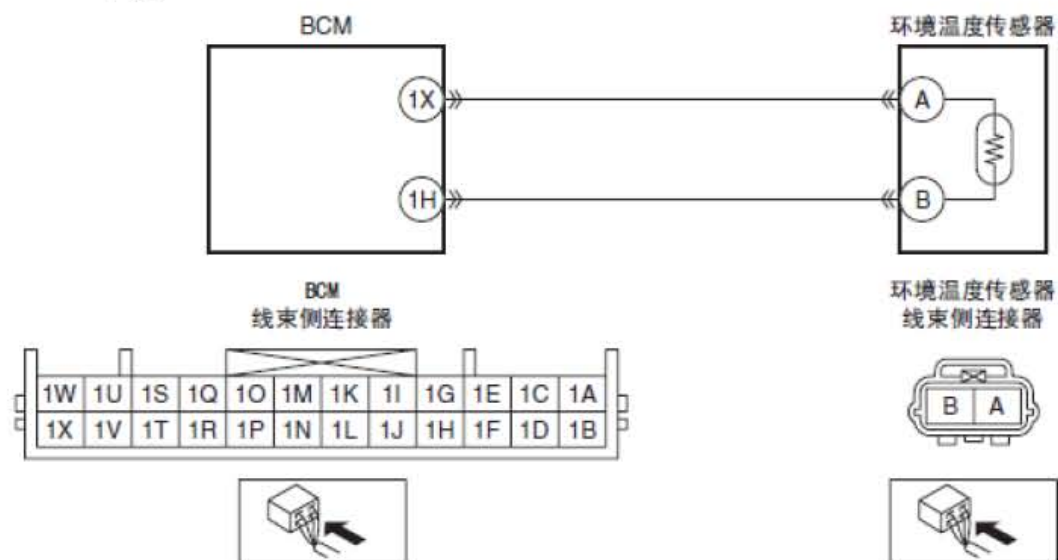 BCM
环境温度传感器
1X
A
1H
B
BCM
线束侧连接器
环境温度传感器
线束侧连接器
1W 1U 1S 1Q 1O 1M 1K 1I 1G 1E 1C 1A
1X 1V 1T 1R 1P 1N 1L 1J 1H 1F 1D 1B
B A